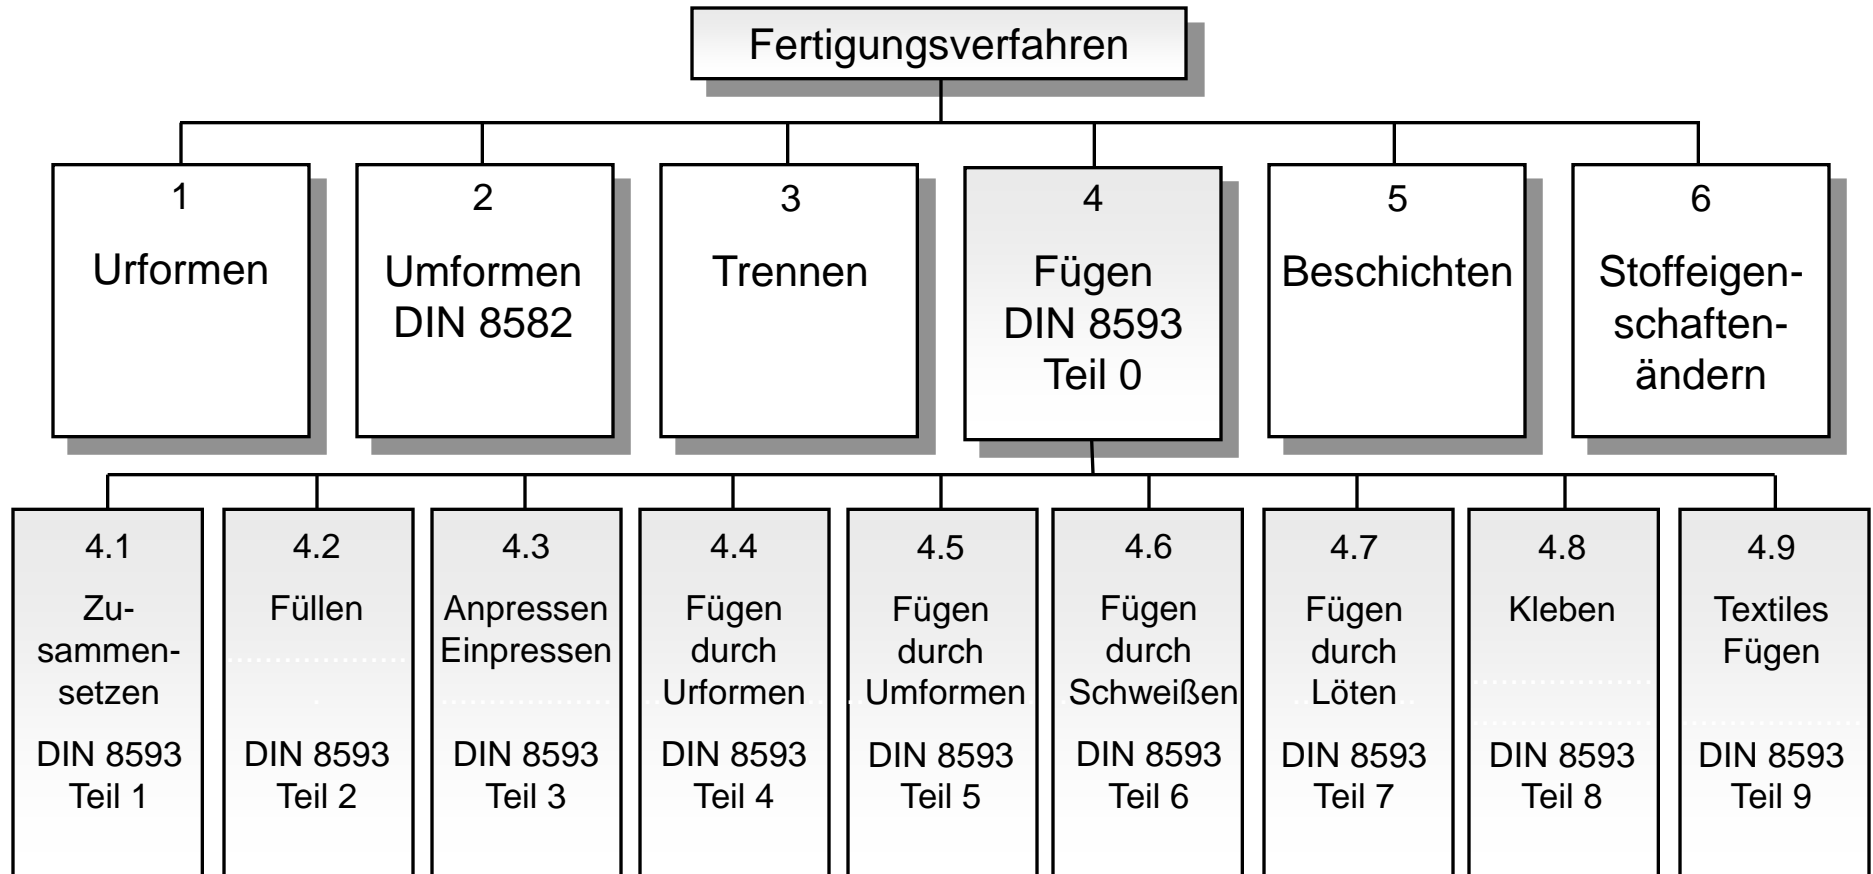 Fertigungsverfahren
1
Urformen
2
Umformen
DIN 8582
3
Trennen
4
Fügen
DIN 8593
Teil 0
5
Beschichten
6
Stoffeigen-
schaften-
ändern
4.1
Zu-
sammen-
setzen
DIN 8593
Teil 1
4.2
Füllen
DIN 8593
Teil 2
4.3
Anpressen
Einpressen
DIN 8593
Teil 3
4.4
Fügen
durch
Urformen
DIN 8593
Teil 4
4.5
Fügen
durch
Umformen
DIN 8593
Teil 5
4.6
Fügen
durch
Schweißen
DIN 8593
Teil 6
4.7
Fügen
durch
Löten
DIN 8593
Teil 7
4.8
Kleben
DIN 8593
Teil 8
4.9
Textiles
Fügen
DIN 8593
Teil 9